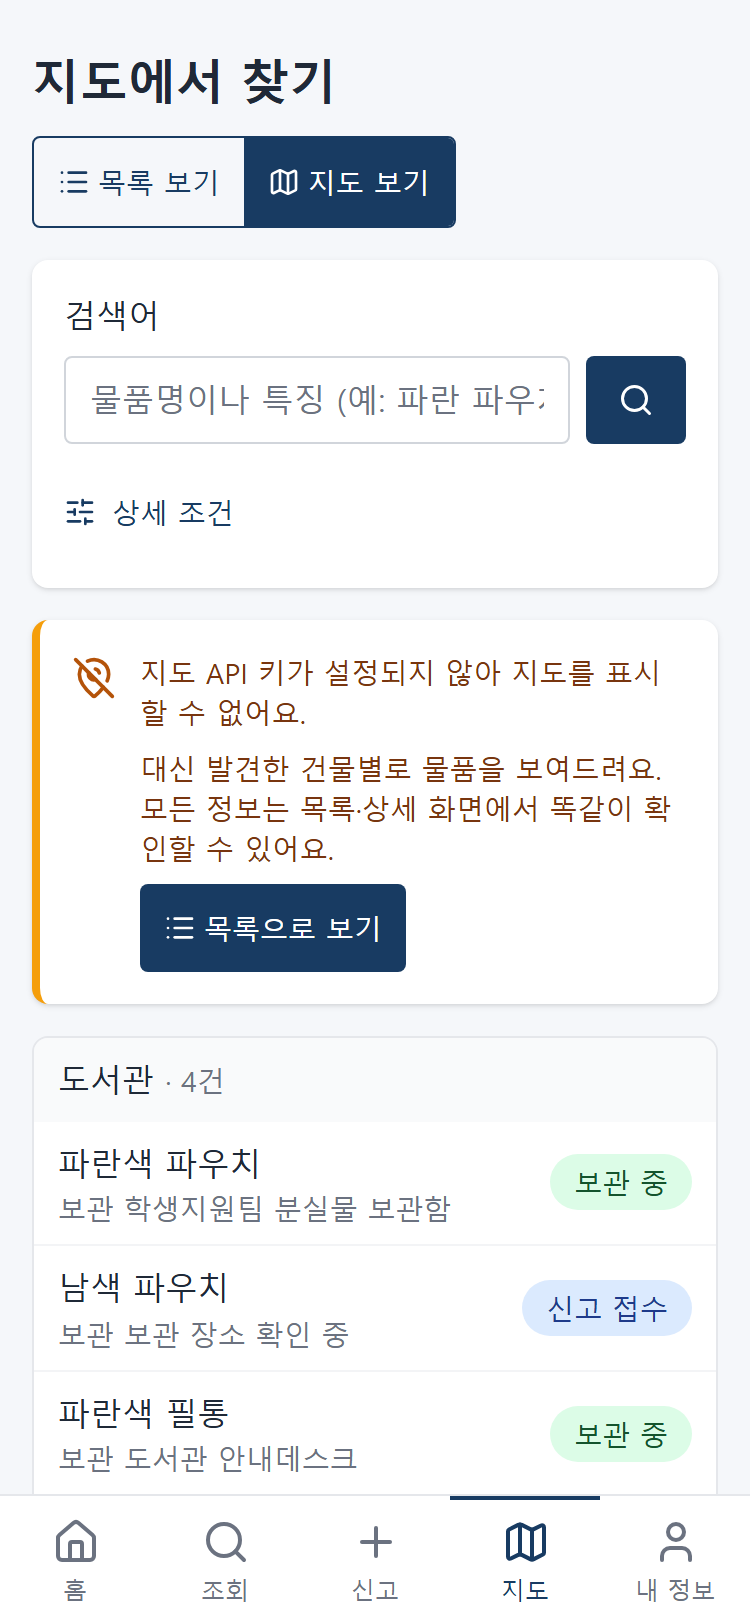 지도에서 찾기
목록 보기
지도 보기
검색어
물품명이나 특징 (예: 파란 파우
상세 조건
지도 API 키가 설정되지 않아 지도를 표시
할 수 없어요.
대신 발견한 건물별로 물품을 보여드려요.
모든 정보는 목록·상세 화면에서 똑같이 확
인할 수 있어요.
목록으로 보기
도서관 · 4건
파란색 파우치
보관 학생지원팀 분실물 보관함
보관 중
남색 파우치
보관 보관 장소 확인 중
신고 접수
파란색 필통
보관 도서관 안내데스크
보관 중
홈
조회
신고
지도
내 정보